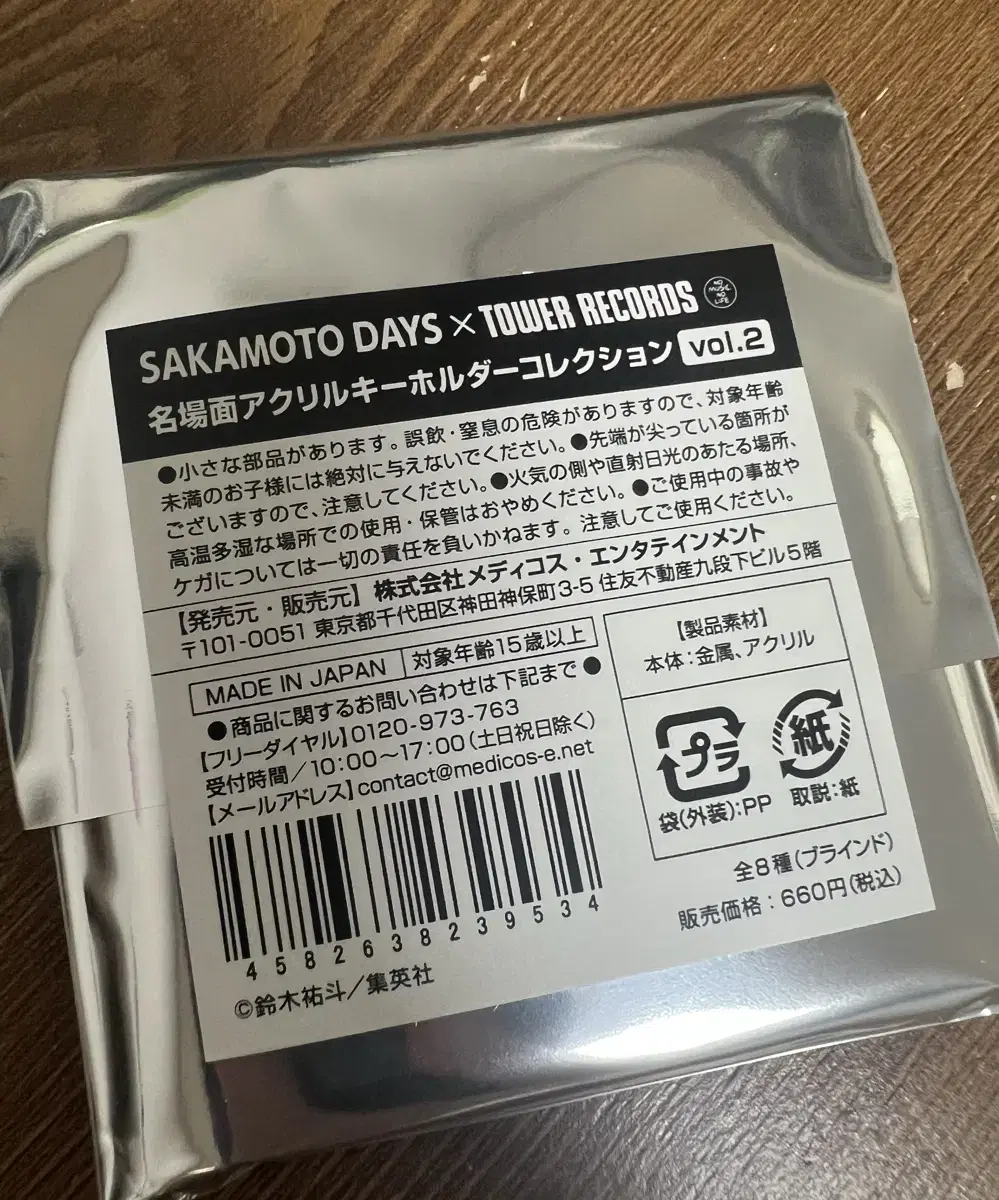 SAKAMOTO DAYS × TOWER RECORDS NO MUSIC NO LIFE
名場面アクリルキーホルダーコレクション vol.2
●小さな部品があります。誤飲・窒息の危険がありますので、対象年齢
未満のお子様には絶対に与えないでください。●先端が尖っている箇所が
ございますので、注意してください。●火気の側や直射日光のあたる場所、
高温多湿な場所での使用・保管はおやめください。●ご使用中の事故や
ケガについては一切の責任を負いかねます。注意してご使用ください。
【発売元・販売元】株式会社メディコス・エンタテインメント
〒101-0051 東京都千代田区神田神保町3-5 住友不動産九段下ビル5階
MADE IN JAPAN 対象年齢15歳以上
●商品に関するお問い合わせは下記まで●
【フリーダイヤル】0120-973-763
受付時間/10:00〜17:00(土日祝日除く)
【メールアドレス】contact@medicos-e.net
【製品素材】
本体:金属、アクリル
プラ 紙
袋(外装):PP 取説:紙
全8種(ブラインド)
販売価格:660円(税込)
4582638239534
©鈴木祐斗/集英社